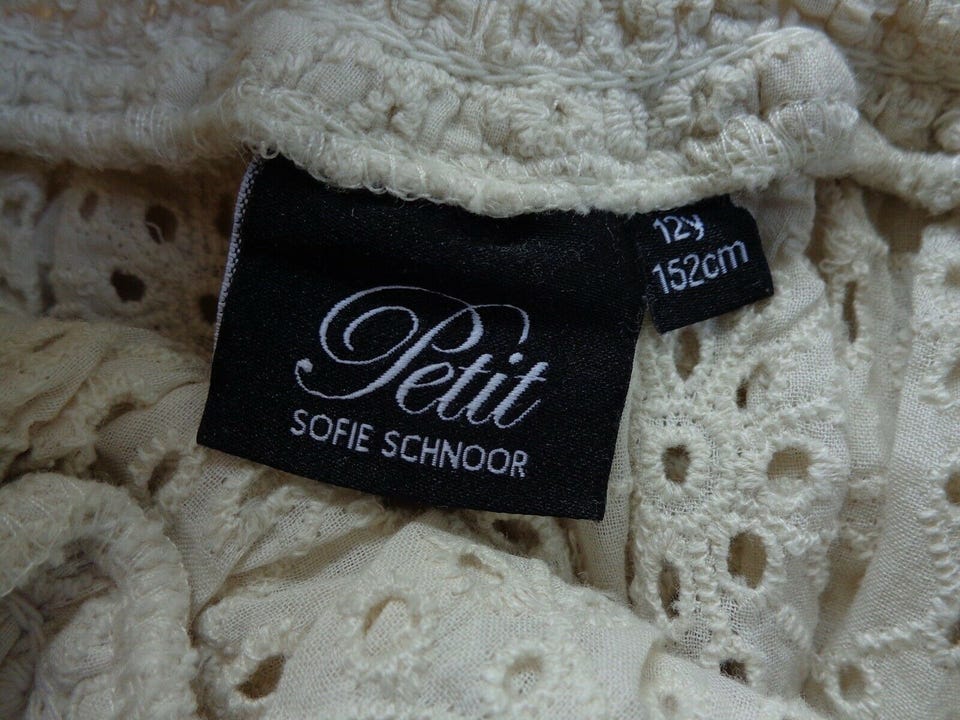 Petit
SOFIE SCHNOOR
12y
152cm